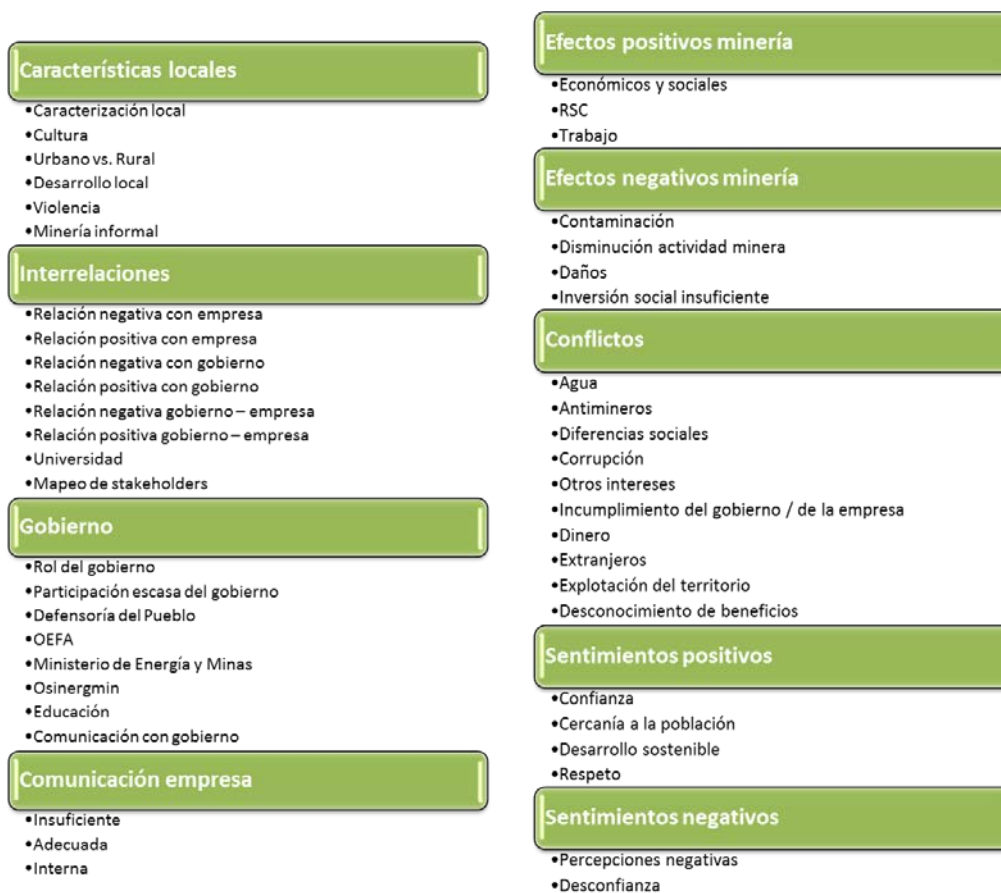 Características locales
•Caracterización local
•Cultura
•Urbano vs. Rural
•Desarrollo local
•Violencia
•Minería informal
Interrelaciones
•Relación negativa con empresa
•Relación positiva con empresa
•Relación negativa con gobierno
•Relación positiva con gobierno
•Relación negativa gobierno – empresa
•Relación positiva gobierno – empresa
•Universidad
•Mapeo de stakeholders
Gobierno
•Rol del gobierno
•Participación escasa del gobierno
•Defensoría del Pueblo
•OEFA
•Ministerio de Energía y Minas
•Osinergmin
•Educación
•Comunicación con gobierno
Comunicación empresa
•Insuficiente
•Adecuada
•Interna
Efectos positivos minería
•Económicos y sociales
•RSC
•Trabajo
Efectos negativos minería
•Contaminación
•Disminución actividad minera
•Daños
•Inversión social insuficiente
Conflictos
•Agua
•Antimineros
•Diferencias sociales
•Corrupción
•Otros intereses
•Incumplimiento del gobierno / de la empresa
•Dinero
•Extranjeros
•Explotación del territorio
•Desconocimiento de beneficios
Sentimientos positivos
•Confianza
•Cercanía a la población
•Desarrollo sostenible
•Respeto
Sentimientos negativos
•Percepciones negativas
•Desconfianza